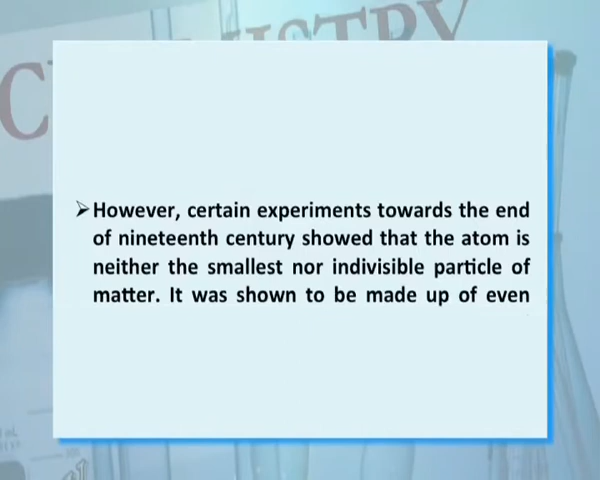 CHEMISTRY
However, certain experiments towards the end
of nineteenth century showed that the atom is
neither the smallest nor indivisible particle of
matter. It was shown to be made up of even